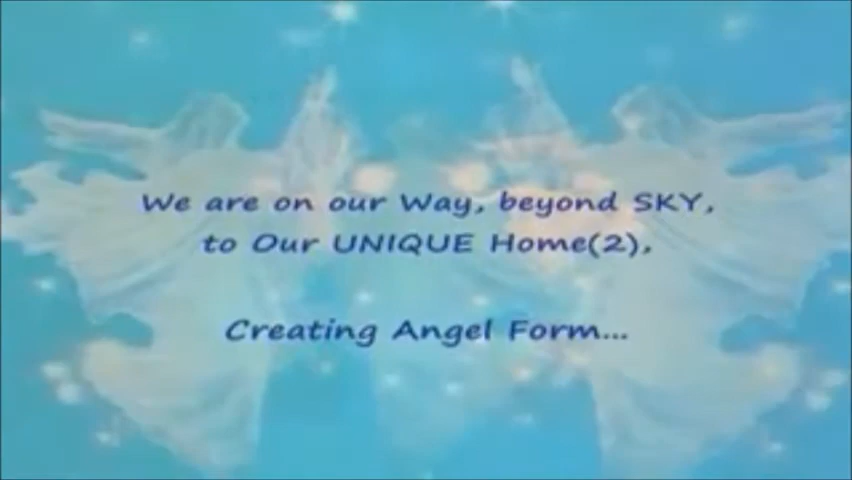 We are on our Way, beyond SKY,
to Our UNIQUE Home(2),
Creating Angel Form...